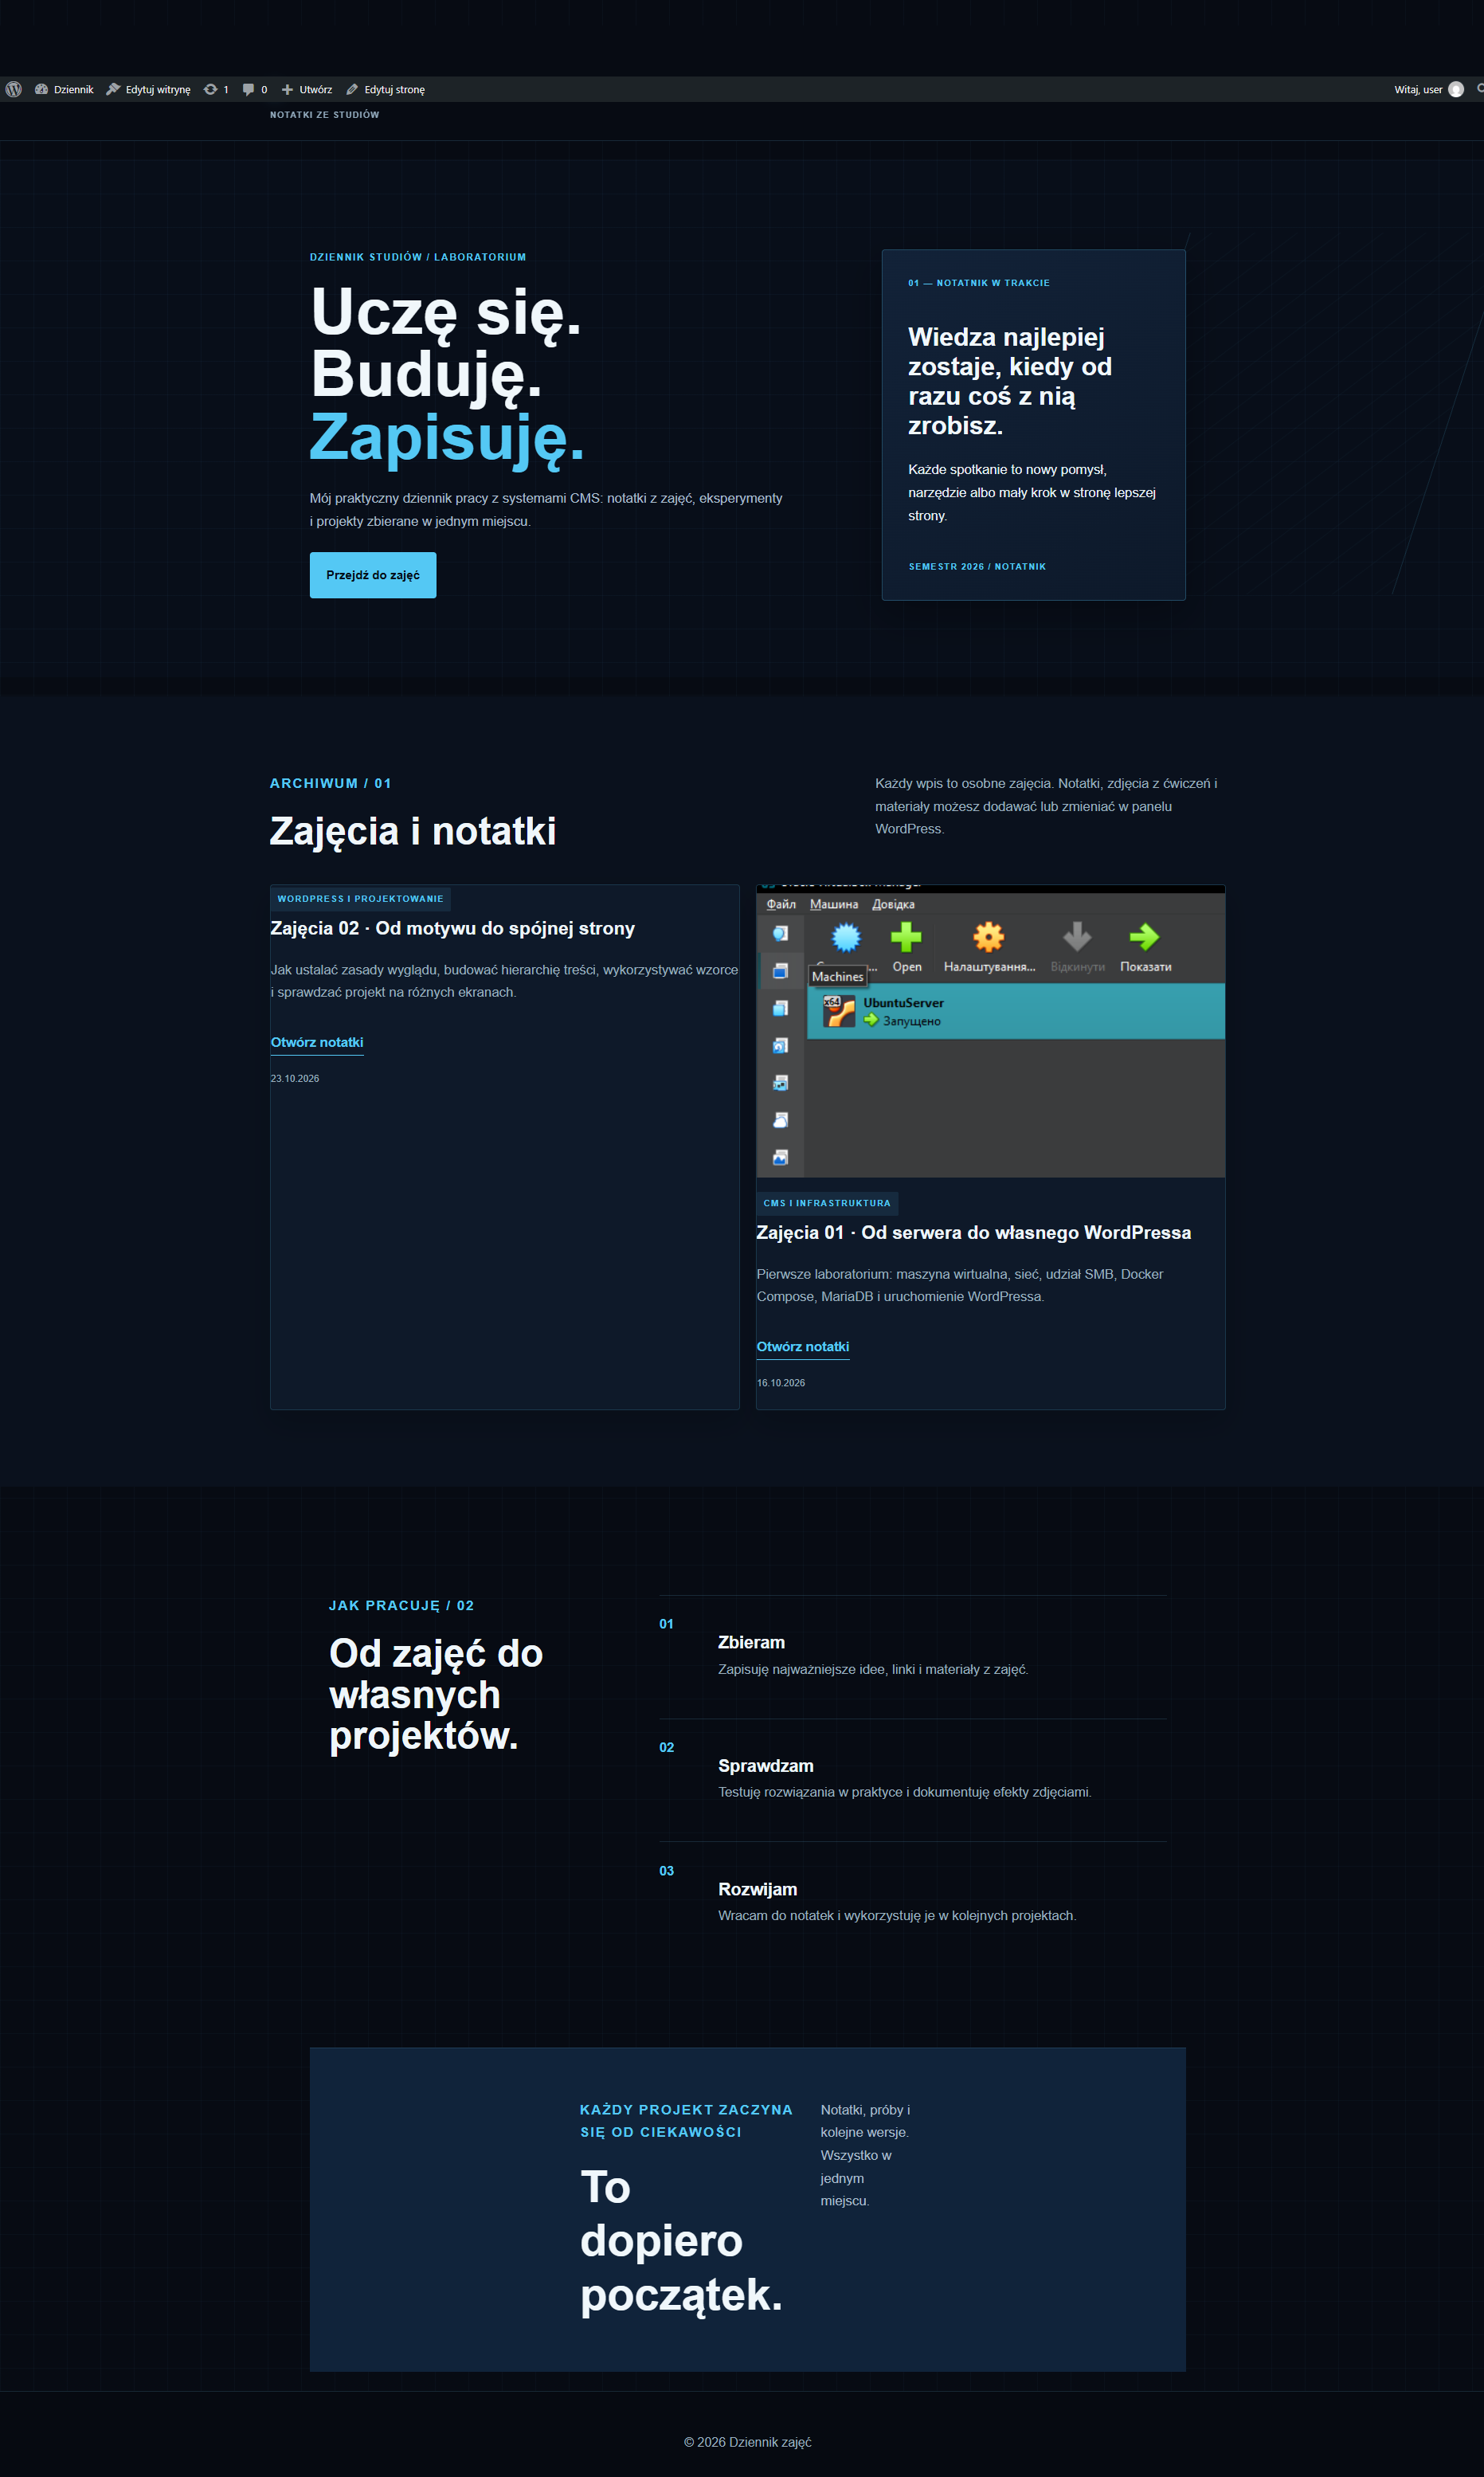 Dziennik
Edytuj witrynę
1
0
Utwórz
Edytuj stronę
Witaj, user
NOTATKI ZE STUDIÓW
DZIENNIK STUDIÓW / LABORATORIUM
Uczę się.
Buduję.
Zapisuję.
Mój praktyczny dziennik pracy z systemami CMS: notatki z zajęć, eksperymenty
i projekty zbierane w jednym miejscu.
Przejdź do zajęć
01 — NOTATNIK W TRAKCIE
Wiedza najlepiej
zostaje, kiedy od
razu coś z nią
zrobisz.
Każde spotkanie to nowy pomysł,
narzędzie albo mały krok w stronę lepszej
strony.
SEMESTR 2026 / NOTATNIK
ARCHIWUM / 01
Zajęcia i notatki
Każdy wpis to osobne zajęcia. Notatki, zdjęcia z ćwiczeń i
materiały możesz dodawać lub zmieniać w panelu
WordPress.
WORDPRESS I PROJEKTOWANIE
Zajęcia 02 · Od motywu do spójnej strony
Jak ustalać zasady wyglądu, budować hierarchię treści, wykorzystywać wzorce
i sprawdzać projekt na różnych ekranach.
Otwórz notatki
23.10.2026
Файл Машина Довідка
Open Налаштування... Відкинути Показати
Machines
x64
UbuntuServer
Запущено
CMS I INFRASTRUKTURA
Zajęcia 01 · Od serwera do własnego WordPressa
Pierwsze laboratorium: maszyna wirtualna, sieć, udział SMB, Docker
Compose, MariaDB i uruchomienie WordPressa.
Otwórz notatki
16.10.2026
JAK PRACUJĘ / 02
Od zajęć do
własnych
projektów.
01
Zbieram
Zapisuję najważniejsze idee, linki i materiały z zajęć.
02
Sprawdzam
Testuję rozwiązania w praktyce i dokumentuję efekty zdjęciami.
03
Rozwijam
Wracam do notatek i wykorzystuję je w kolejnych projektach.
KAŻDY PROJEKT ZACZYNA
SIĘ OD CIEKAWOŚCI
To
dopiero
początek.
Notatki, próby i
kolejne wersje.
Wszystko w
jednym
miejscu.
© 2026 Dziennik zajęć